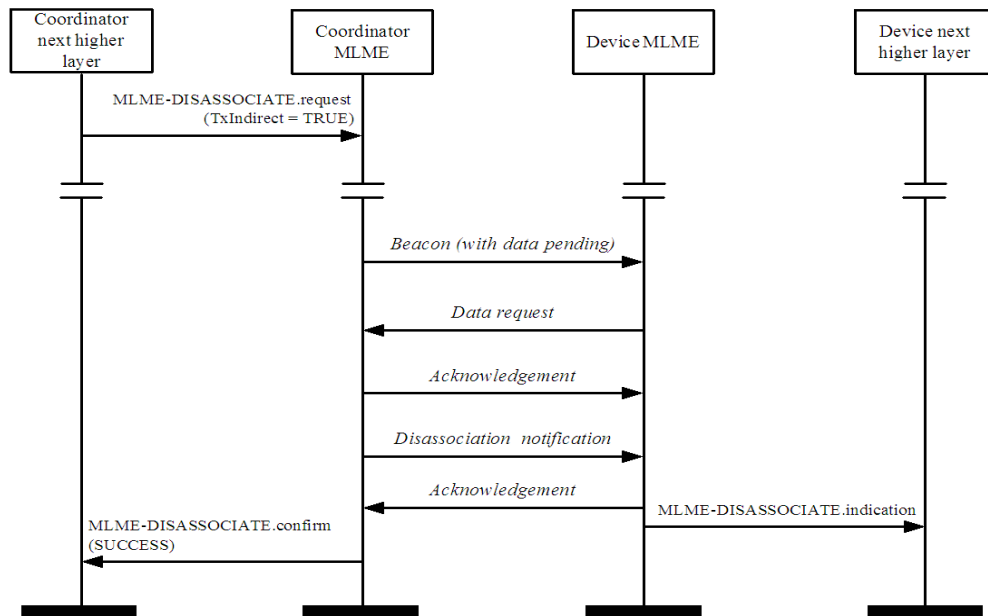 Coordinator
next higher
layer
Coordinator
MLME
Device MLME
Device next
higher layer
MLME-DISASSOCIATE.request
(TxIndirect = TRUE)
Beacon (with data pending)
Data request
Acknowledgement
Disassociation notification
Acknowledgement
MLME-DISASSOCIATE.indication
MLME-DISASSOCIATE.confirm
(SUCCESS)